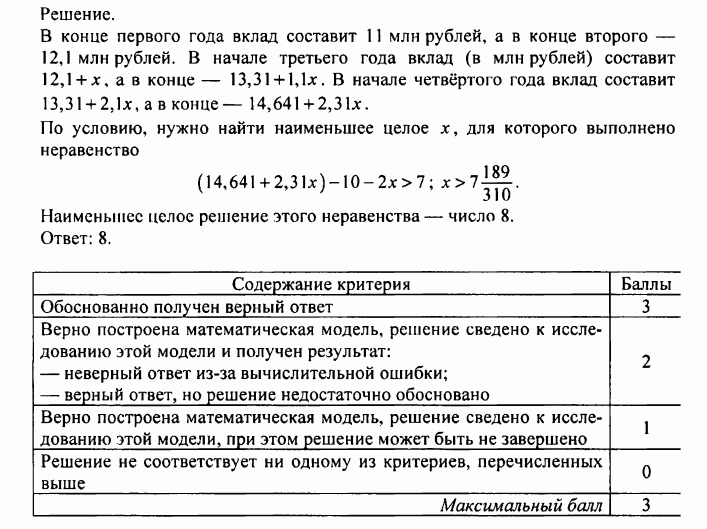 Решение.
В конце первого года вклад составит 11 млн рублей, а в конце второго —
12,1 млн рублей. В начале третьего года вклад (в млн рублей) составит
12,1+x, а в конце — 13,31+1,1x. В начале четвёртого года вклад составит
13,31+2,1x, а в конце — 14,641+2,31x.
По условию, нужно найти наименьшее целое x, для которого выполнено
неравенство
(14,641+2,31x)−10−2x>7; x>7 189/310.
Наименьшее целое решение этого неравенства — число 8.
Ответ: 8.
Содержание критерия Баллы
Обоснованно получен верный ответ 3
Верно построена математическая модель, решение сведено к иссле-
дованию этой модели и получен результат:
— неверный ответ из-за вычислительной ошибки;
— верный ответ, но решение недостаточно обосновано
2
Верно построена математическая модель, решение сведено к иссле-
дованию этой модели, при этом решение может быть не завершено
1
Решение не соответствует ни одному из критериев, перечисленных
выше
0
Максимальный балл 3